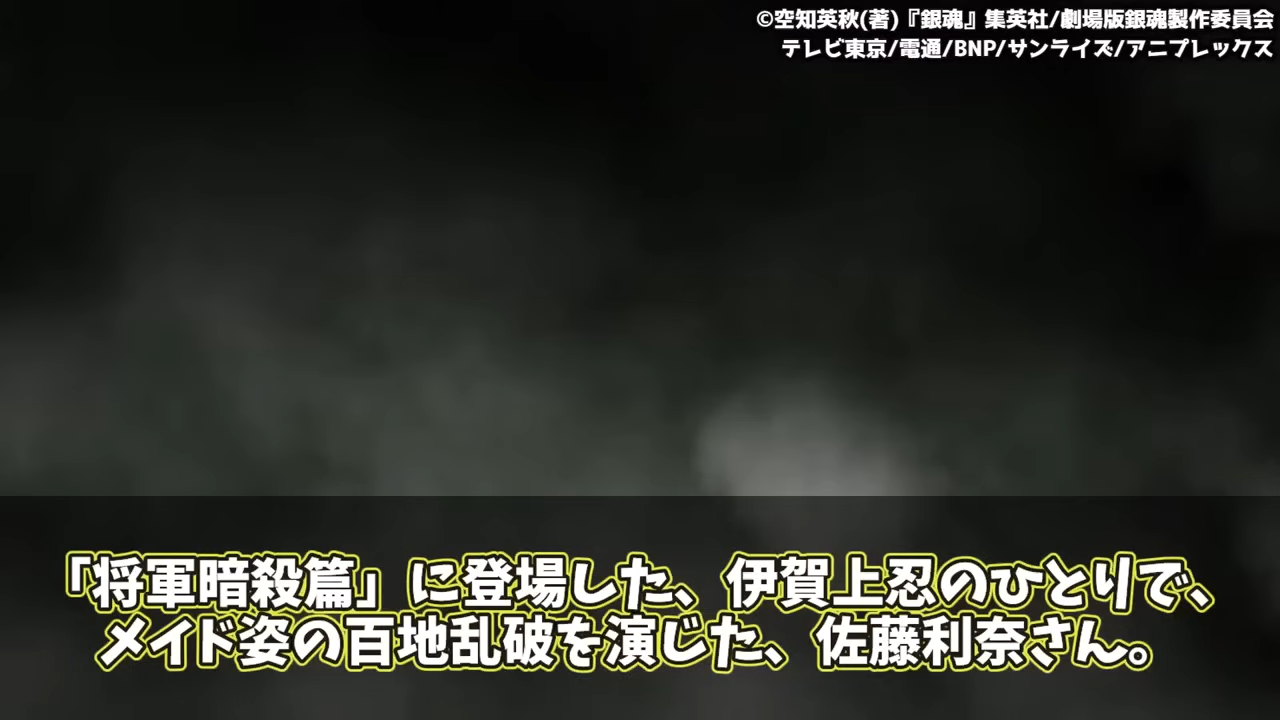 ©空知英秋(著)『銀魂』集英社/劇場版銀魂製作委員会
テレビ東京/電通/BNP/サンライズ/アニプレックス
「将軍暗殺篇」に登場した、伊賀上忍のひとりで、
メイド姿の百地乱破を演じた、佐藤利奈さん。